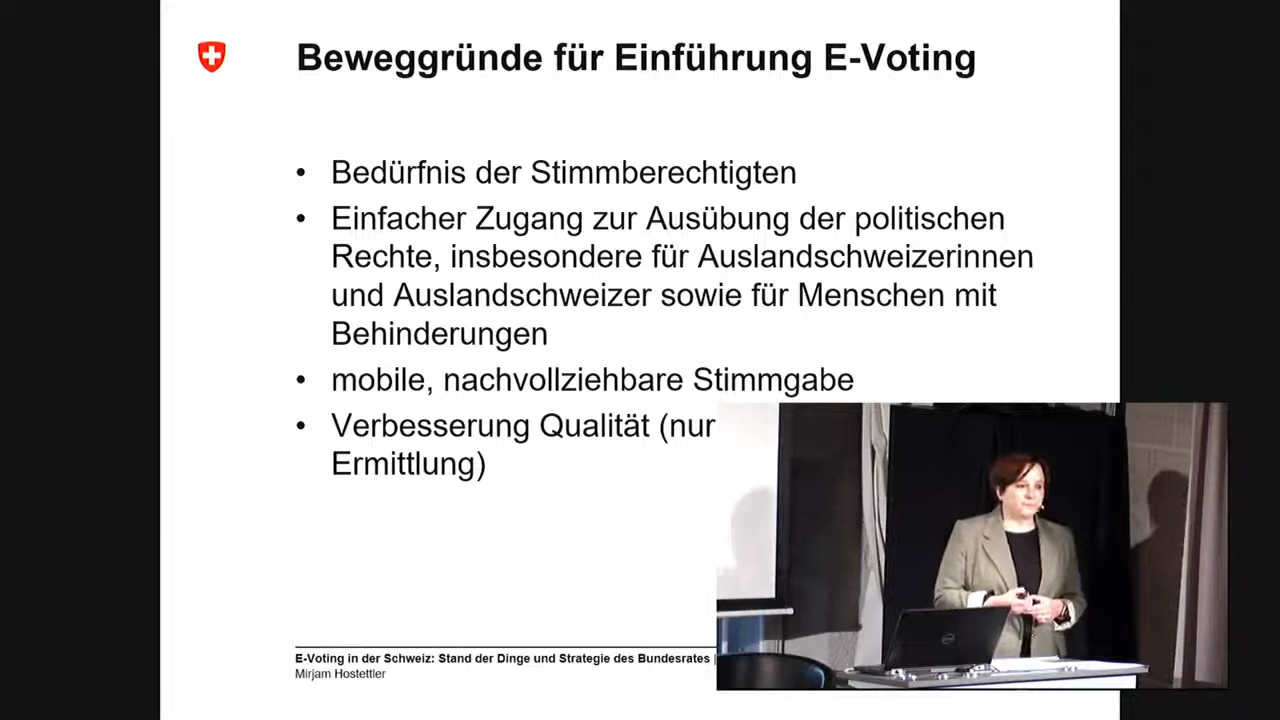 Beweggründe für Einführung E-Voting
• Bedürfnis der Stimmberechtigten
• Einfacher Zugang zur Ausübung der politischen
Rechte, insbesondere für Auslandschweizerinnen
und Auslandschweizer sowie für Menschen mit
Behinderungen
• mobile, nachvollziehbare Stimmgabe
• Verbesserung Qualität (nur
Ermittlung)
E-Voting in der Schweiz: Stand der Dinge und Strategie des Bundesrates |
Mirjam Hostettler
DELL